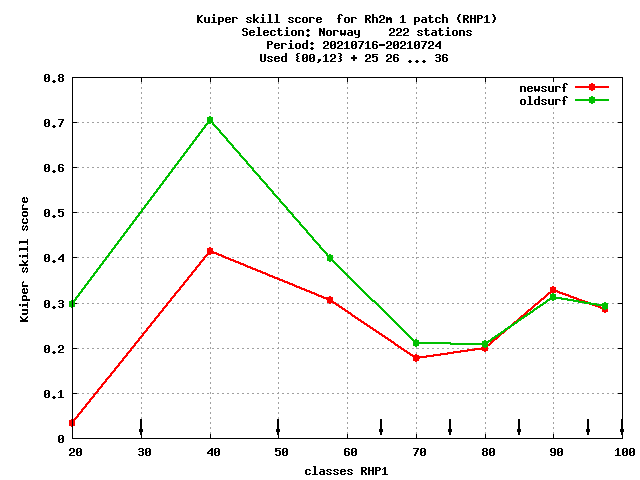 Kuiper skill score for Rh2m 1 patch (RHP1)
Selection: Norway 222 stations
Period: 20210716-20210724
Used {00,12} + 25 26 ... 36
newsurf
oldsurf
0.8
0.7
0.6
0.5
0.4
0.3
0.2
0.1
0
Kuiper skill score
20 30 40 50 60 70 80 90 100
classes RHP1